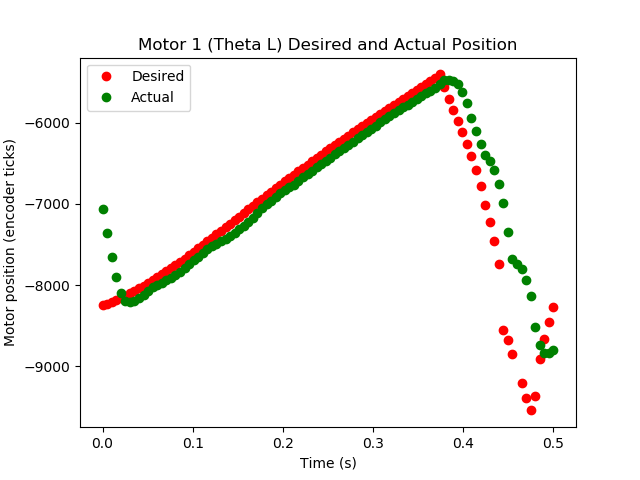 Motor 1 (Theta L) Desired and Actual Position
Desired
Actual
−6000
−7000
−8000
−9000
Motor position (encoder ticks)
0.0 0.1 0.2 0.3 0.4 0.5
Time (s)